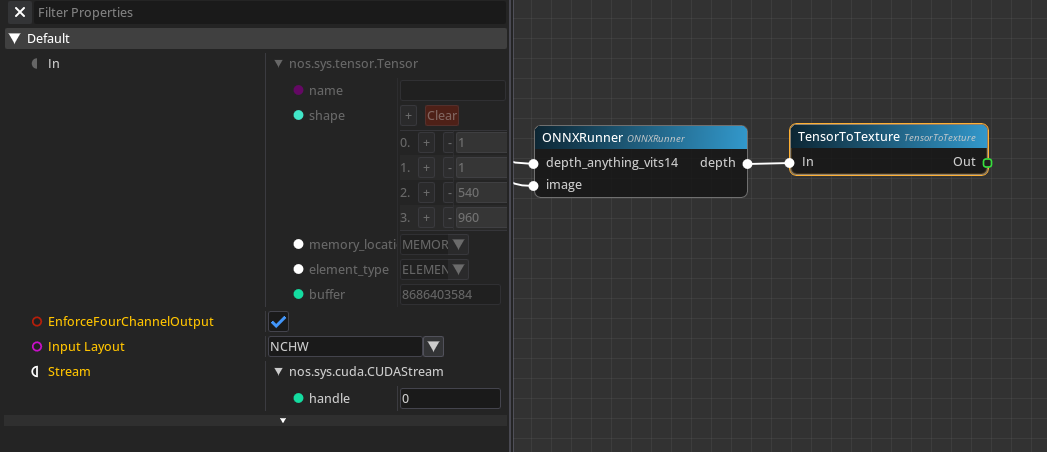 Filter Properties
Default
In
nos.sys.tensor.Tensor
name
shape
+ Clear
0. + - 1
1. + - 1
2. + - 540
3. + - 960
memory_locati MEMOR
element_type ELEMEN
buffer 8686403584
EnforceFourChannelOutput
Input Layout NCHW
Stream nos.sys.cuda.CUDAStream
handle 0
ONNXRunner ONNXRunner
depth_anything_vits14 depth
image
TensorToTexture TensorToTexture
In Out